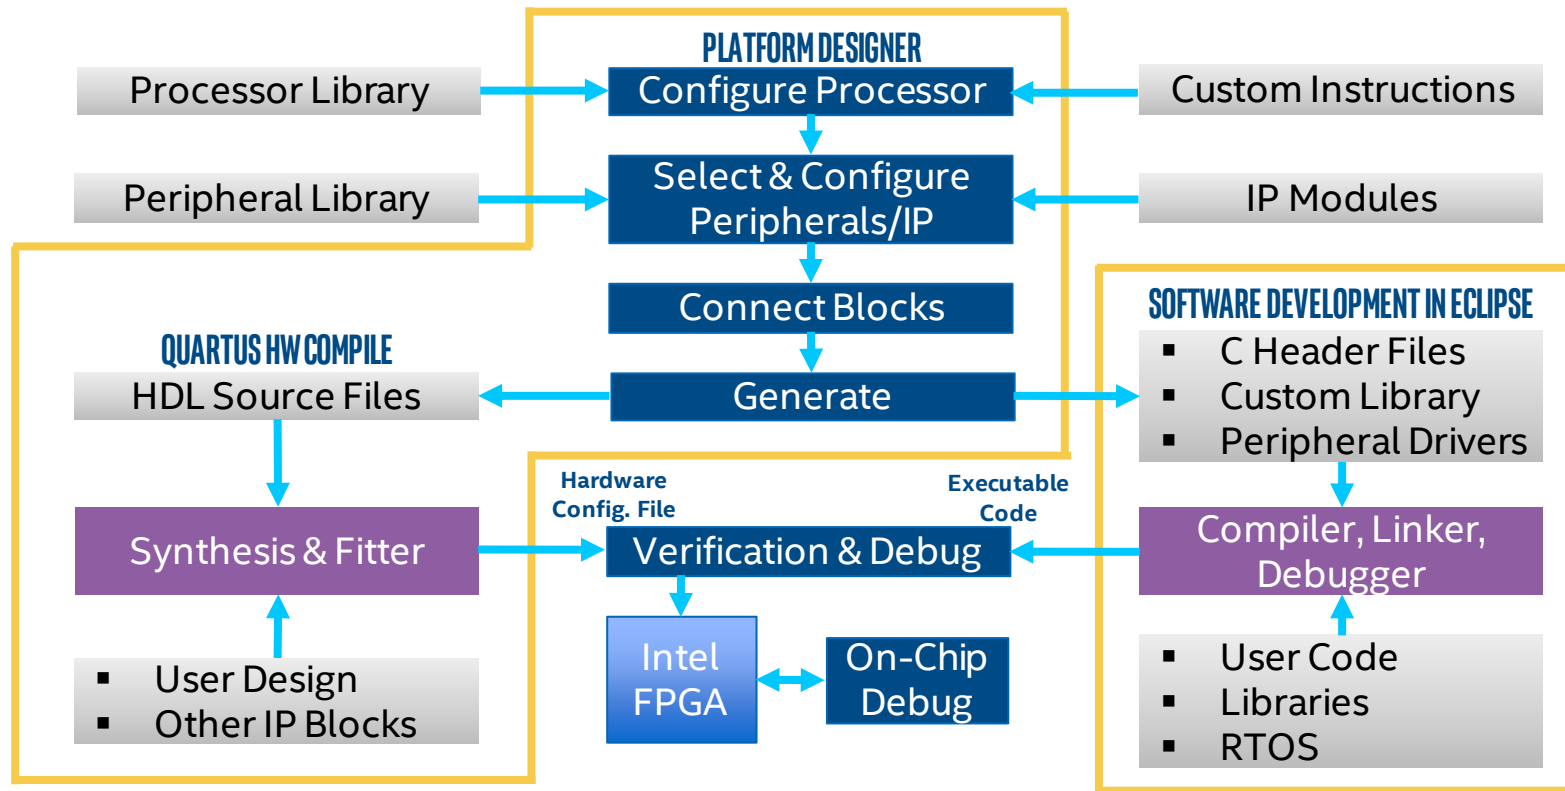 PLATFORM DESIGNER
Processor Library
Configure Processor
Custom Instructions
Peripheral Library
Select & Configure
Peripherals/IP
IP Modules
Connect Blocks
QUARTUS HW COMPILE
HDL Source Files
Generate
SOFTWARE DEVELOPMENT IN ECLIPSE
▪ C Header Files
▪ Custom Library
▪ Peripheral Drivers
Hardware
Config. File
Executable
Code
Synthesis & Fitter
Verification & Debug
Compiler, Linker,
Debugger
▪ User Design
▪ Other IP Blocks
Intel
FPGA
On-Chip
Debug
▪ User Code
▪ Libraries
▪ RTOS